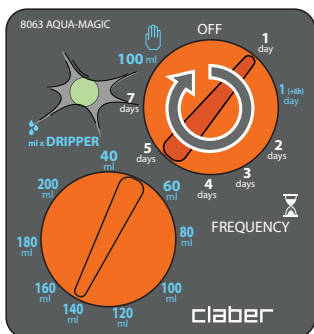 8063 AQUA-MAGIC
OFF
100 ml
1
day
1 (+6h)
day
7
days
2
days
ml x DRIPPER
5
days
3
days
4
days
40
ml
60
ml
200
ml
FREQUENCY
80
ml
180
ml
160
ml
100
ml
140
ml
120
ml
claber